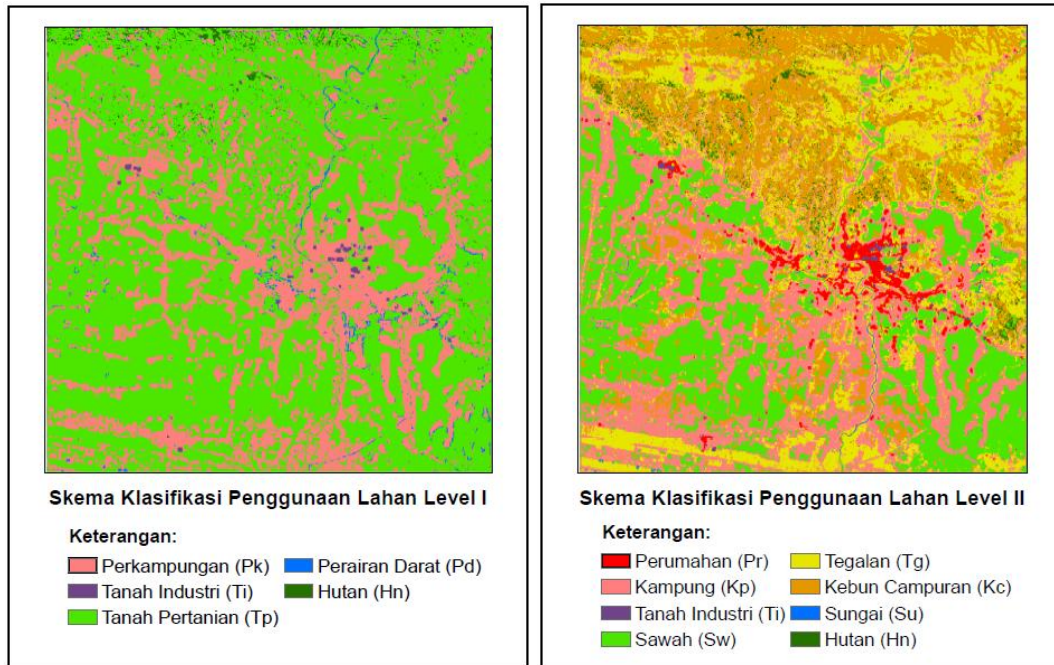 Skema Klasifikasi Penggunaan Lahan Level I
Keterangan:
Perkampungan (Pk)
Tanah Industri (Ti)
Tanah Pertanian (Tp)
Perairan Darat (Pd)
Hutan (Hn)
Skema Klasifikasi Penggunaan Lahan Level II
Keterangan:
Perumahan (Pr)
Kampung (Kp)
Tanah Industri (Ti)
Sawah (Sw)
Tegalan (Tg)
Kebun Campuran (Kc)
Sungai (Su)
Hutan (Hn)